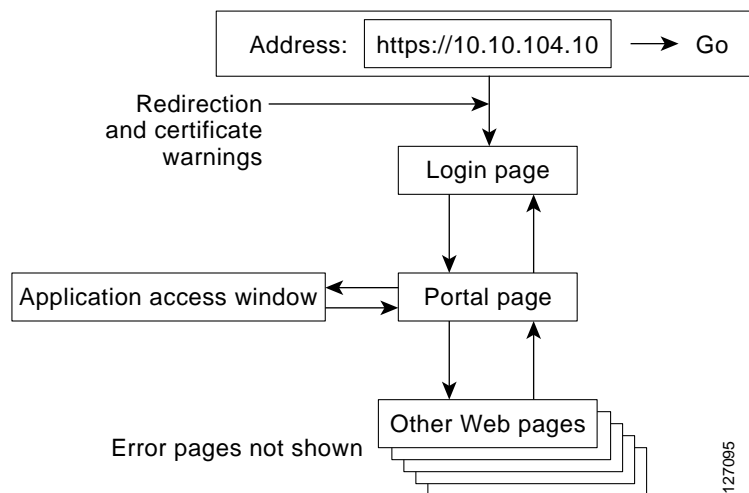 Address: https://10.10.104.10 Go
Redirection
and certificate
warnings
Login page
Application access window
Portal page
Other Web pages
Error pages not shown
127095